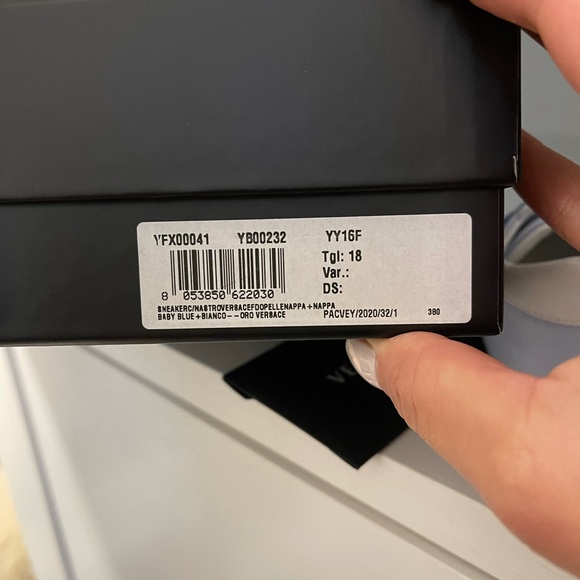 YFX00041 YB00232 YY16F
Tgl: 18
Var.:
DS:
8 053850 622030
SNEAKERC/NASTROVERSACEFDOPELLENAPPA+NAPPA
BABY BLUE+BIANCO--ORO VERSACE PACVEY/2020/32/1 380